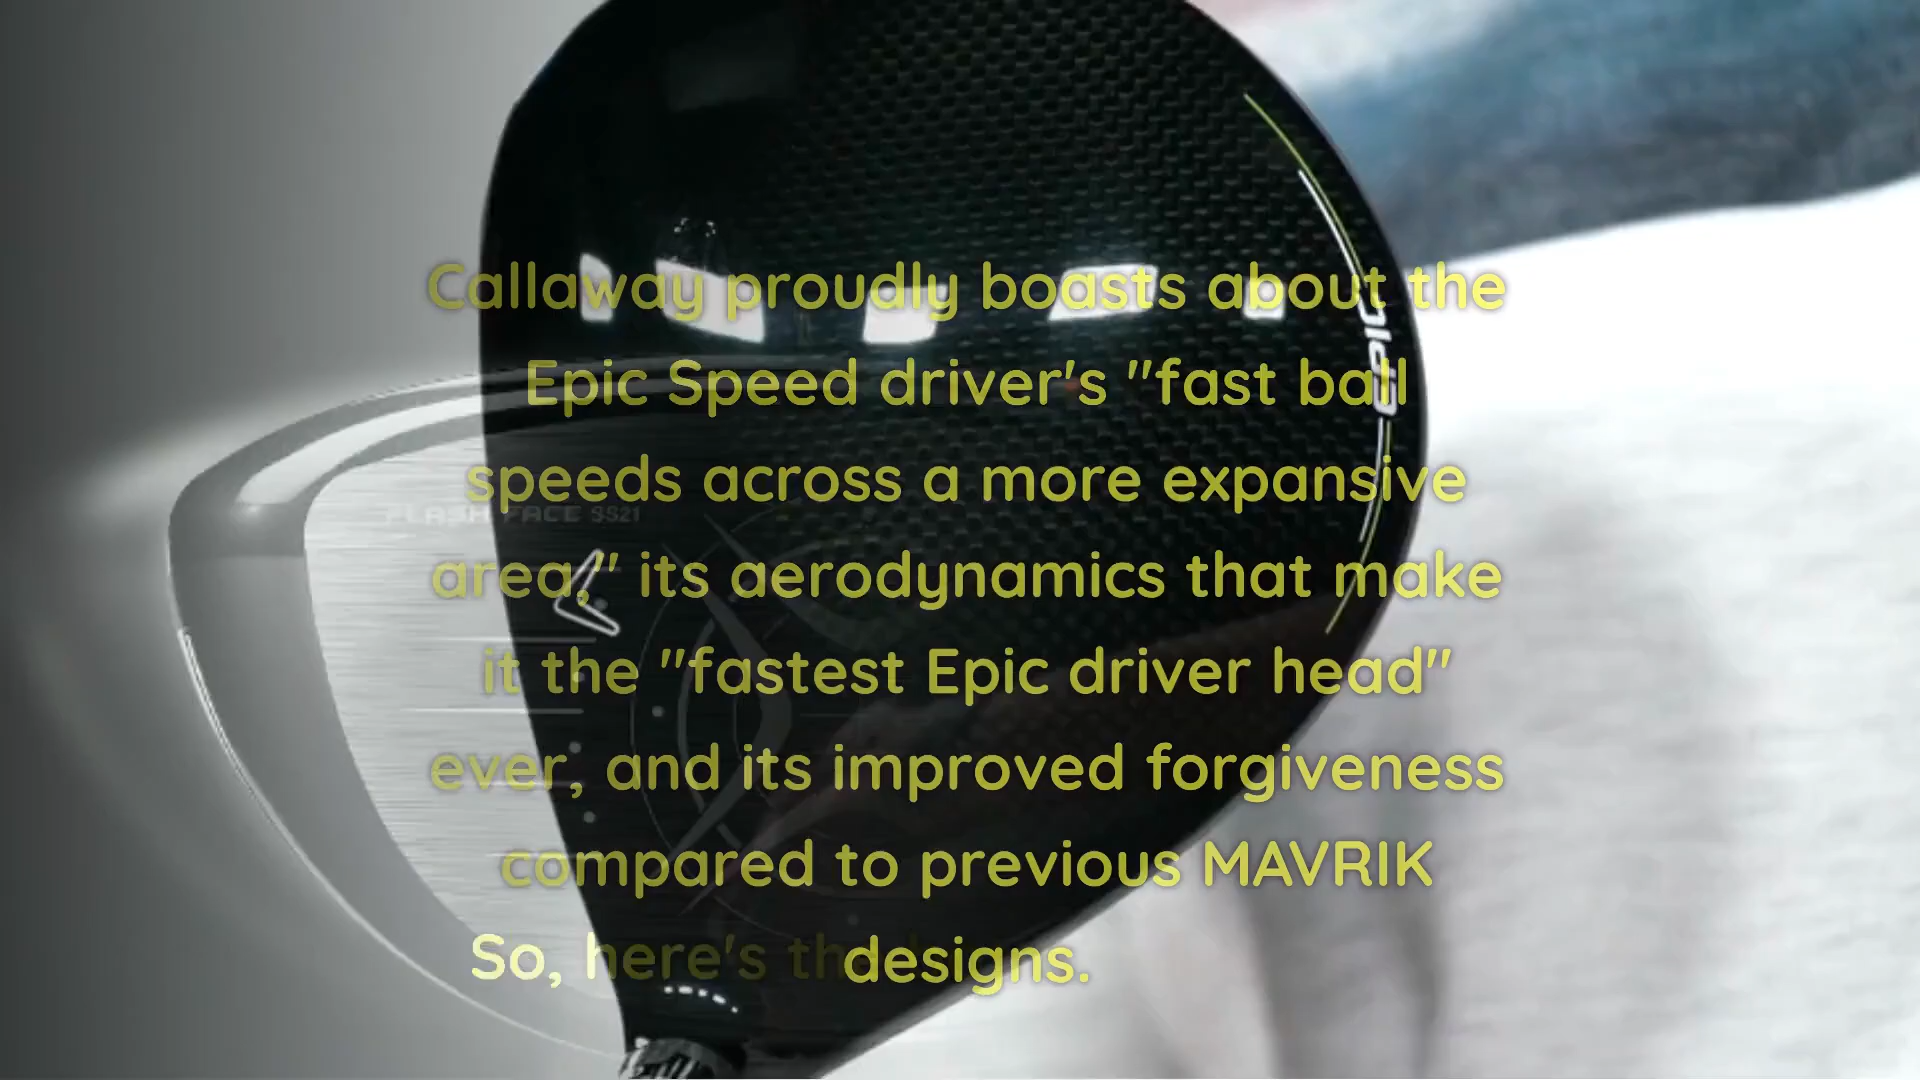 Callaway proudly boasts about the
Epic Speed driver's "fast ball
speeds across a more expansive
area," its aerodynamics that make
it the "fastest Epic driver head"
ever, and its improved forgiveness
compared to previous MAVRIK
designs.
So, here's th
EPIC
FLASH FACE SS21